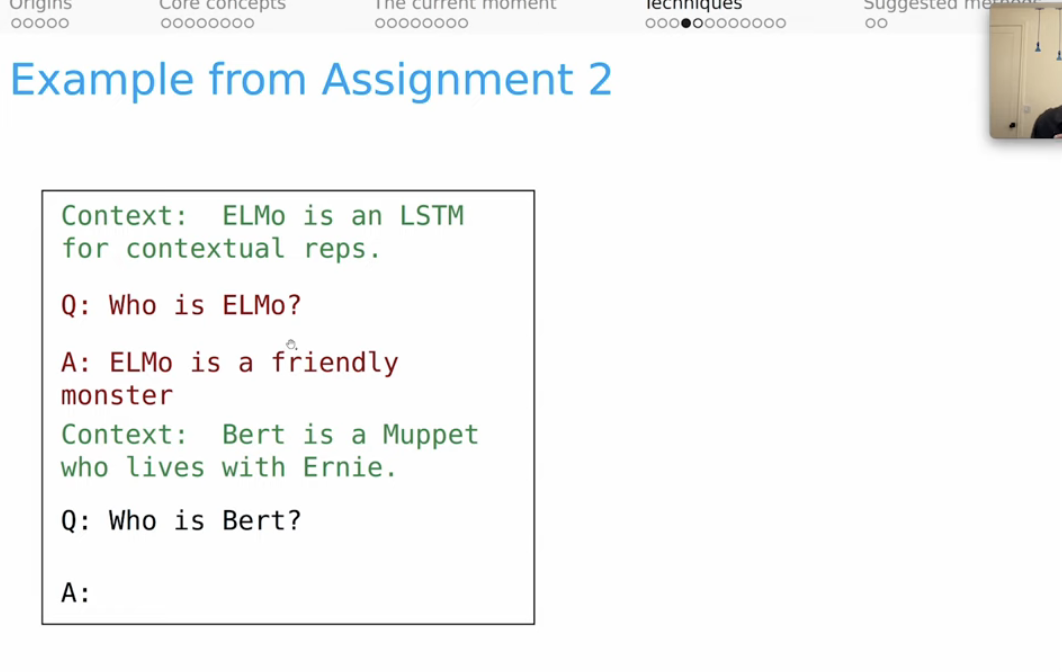 Origins Core concepts The current moment Techniques Suggested
Example from Assignment 2
Context: ELMo is an LSTM
for contextual reps.
Q: Who is ELMo?
A: ELMo is a friendly
monster
Context: Bert is a Muppet
who lives with Ernie.
Q: Who is Bert?
A: